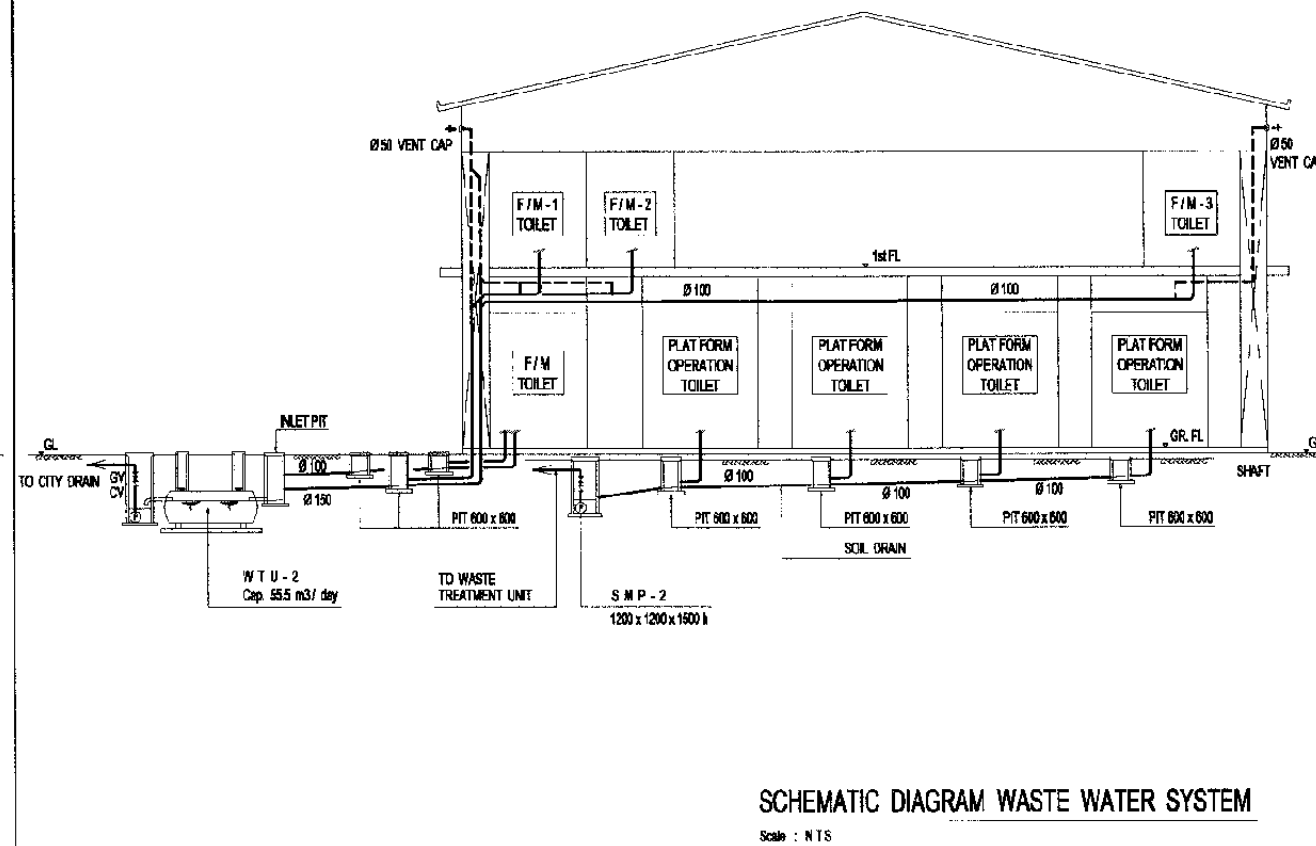 Ø50 VENT CAP
Ø50
VENT CA
F/M-1
TOILET
F/M-2
TOILET
F/M-3
TOILET
1st FL
Ø100
Ø100
F/M
TOILET
PLAT FORM
OPERATION
TOILET
PLAT FORM
OPERATION
TOILET
PLAT FORM
OPERATION
TOILET
PLAT FORM
OPERATION
TOILET
INLET PIT
GL
GR. FL
G
TO CITY DRAIN
GV
CV
P
Ø100
Ø150
P
Ø100
Ø100
Ø100
SHAFT
PIT 600 x 600
PIT 600 x 600
PIT 600 x 600
PIT 600 x 600
PIT 600 x 600
SOIL DRAIN
W T U - 2
Cap. 55.5 m3/ day
TO WASTE
TREATMENT UNIT
S M P - 2
1200 x 1200 x 1500 h
SCHEMATIC DIAGRAM WASTE WATER SYSTEM
Scale : N T S